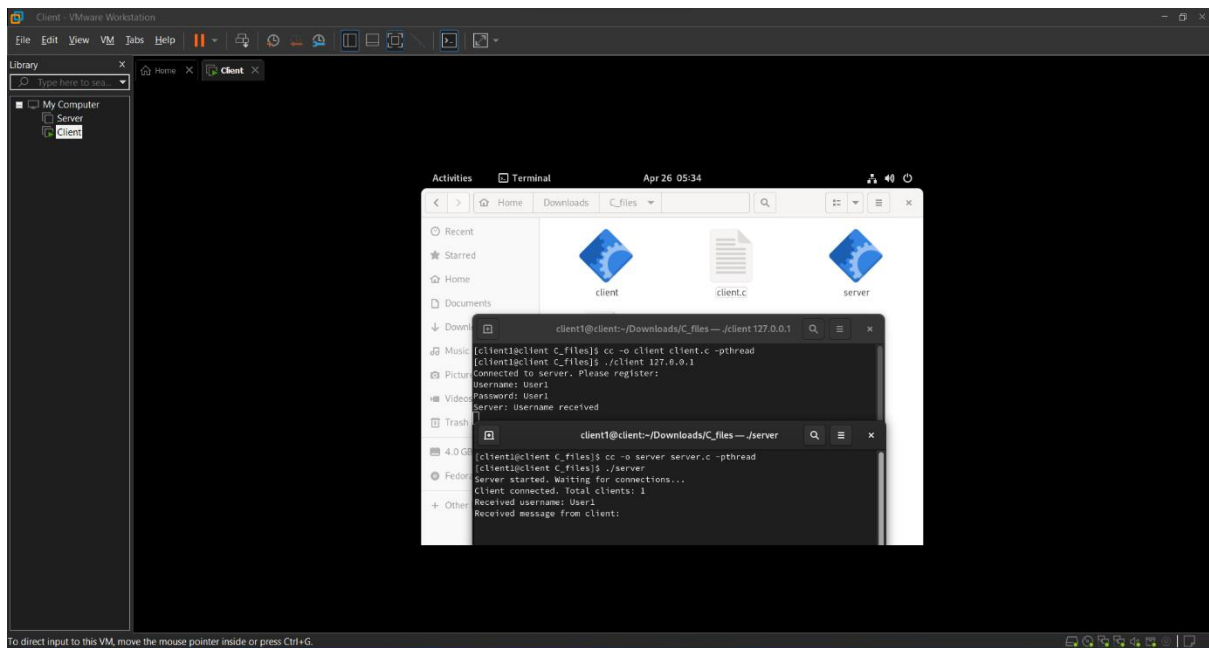 Client - VMware Workstation
File Edit View VM Tabs Help
Library
Type here to sea...
Home
Client
My Computer
Server
Client
Activities Terminal Apr 26 05:34
Home Downloads C_files
Recent
Starred
Home
Documents
Downl
Music
Pictur
Videos
Trash
4.0 GB
Fedor
+ Other
client
client.c
server
client1@client:~/Downloads/C_files — ./client 127.0.0.1
[client1@client C_files]$ cc -o client client.c -pthread
[client1@client C_files]$ ./client 127.0.0.1
Connected to server. Please register:
Username: User1
Password: User1
Server: Username received
client1@client:~/Downloads/C_files — ./server
[client1@client C_files]$ cc -o server server.c -pthread
[client1@client C_files]$ ./server
Server started. Waiting for connections...
Client connected. Total clients: 1
Received username: User1
Received message from client:
To direct input to this VM, move the mouse pointer inside or press Ctrl+G.